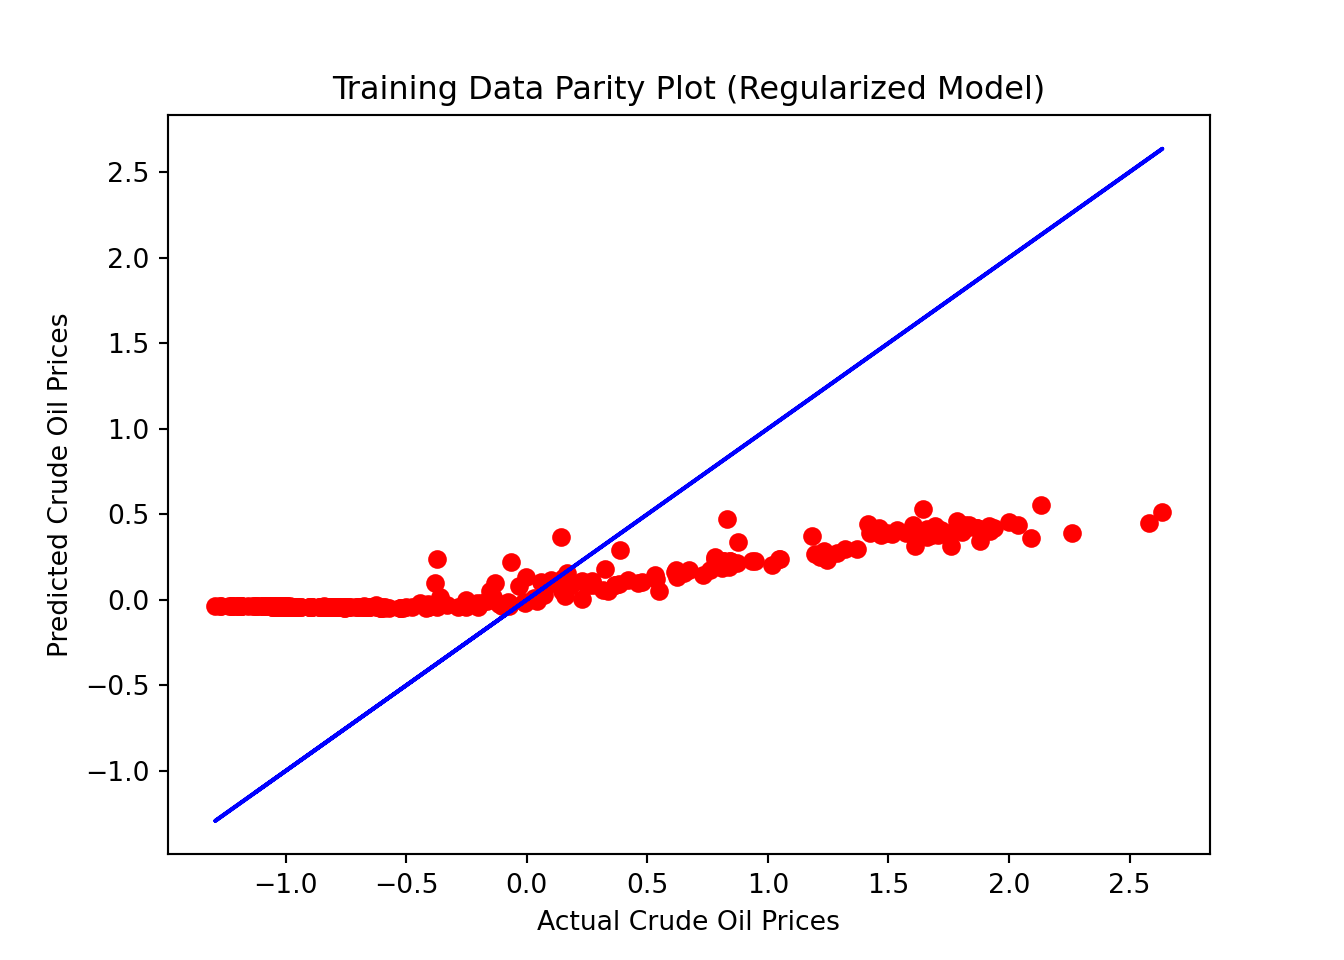 Training Data Parity Plot (Regularized Model)
Predicted Crude Oil Prices
2.5
2.0
1.5
1.0
0.5
0.0
−0.5
−1.0
−1.0 −0.5 0.0 0.5 1.0 1.5 2.0 2.5
Actual Crude Oil Prices